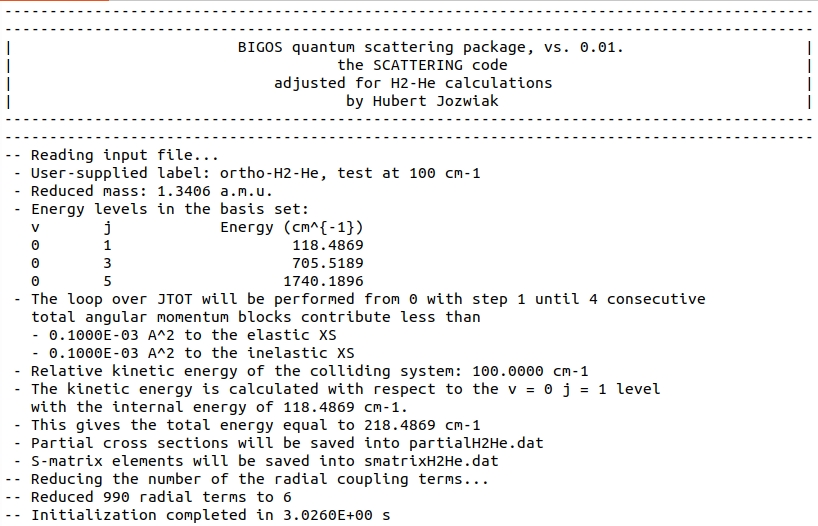 BIGOS quantum scattering package, vs. 0.01.
the SCATTERING code
adjusted for H2-He calculations
by Hubert Jozwiak
-- Reading input file...
- User-supplied label: ortho-H2-He, test at 100 cm-1
- Reduced mass: 1.3406 a.m.u.
- Energy levels in the basis set:
v j Energy (cm^{-1})
0 1 118.4869
0 3 705.5189
0 5 1740.1896
- The loop over JTOT will be performed from 0 with step 1 until 4 consecutive
total angular momentum blocks contribute less than
- 0.1000E-03 A^2 to the elastic XS
- 0.1000E-03 A^2 to the inelastic XS
- Relative kinetic energy of the colliding system: 100.0000 cm-1
- The kinetic energy is calculated with respect to the v = 0 j = 1 level
with the internal energy of 118.4869 cm-1.
- This gives the total energy equal to 218.4869 cm-1
- Partial cross sections will be saved into partialH2He.dat
- S-matrix elements will be saved into smatrixH2He.dat
-- Reducing the number of the radial coupling terms...
-- Reduced 990 radial terms to 6
-- Initialization completed in 3.0260E+00 s